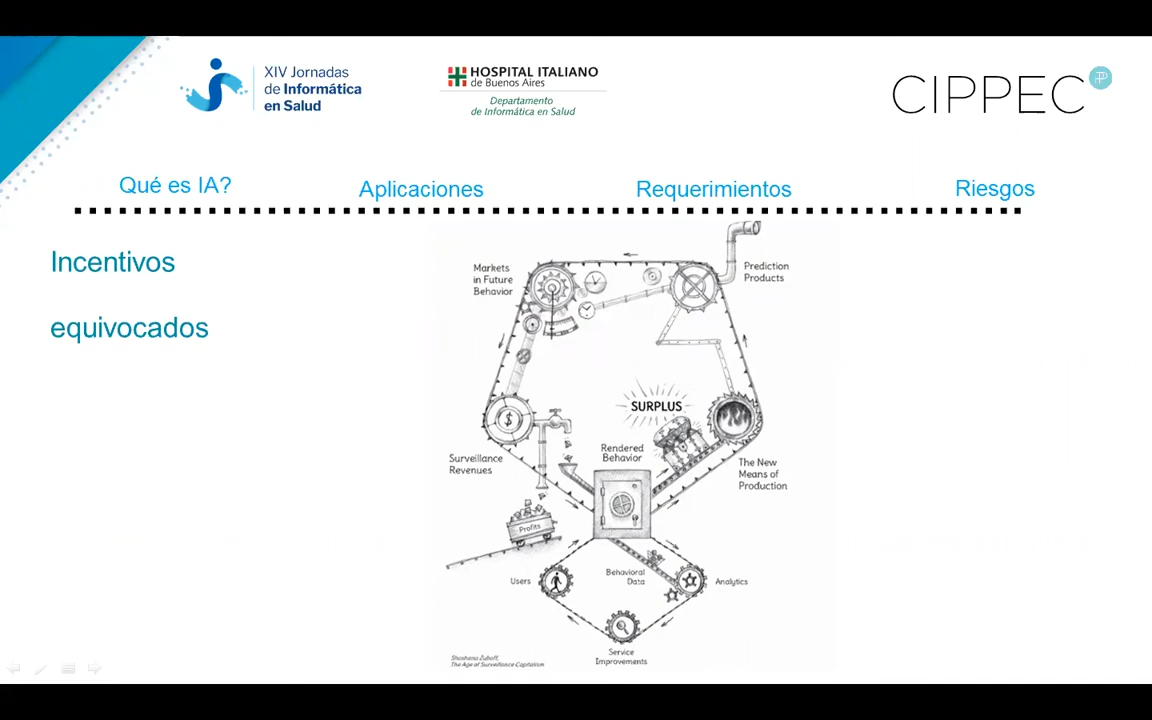 XIV Jornadas
de Informática
en Salud
HOSPITAL ITALIANO
de Buenos Aires
Departamento
de Informática en Salud
CIPPEC
Qué es IA?
Aplicaciones
Requerimientos
Riesgos
Incentivos
equivocados
Markets
in Future
Behavior
Prediction
Products
SURPLUS
$
Rendered
Behavior
Surveillance
Revenues
The New
Means of
Production
Profits
Users
Behavioral
Data
Analytics
Service
Improvements
Shoshana Zuboff,
The Age of Surveillance Capitalism